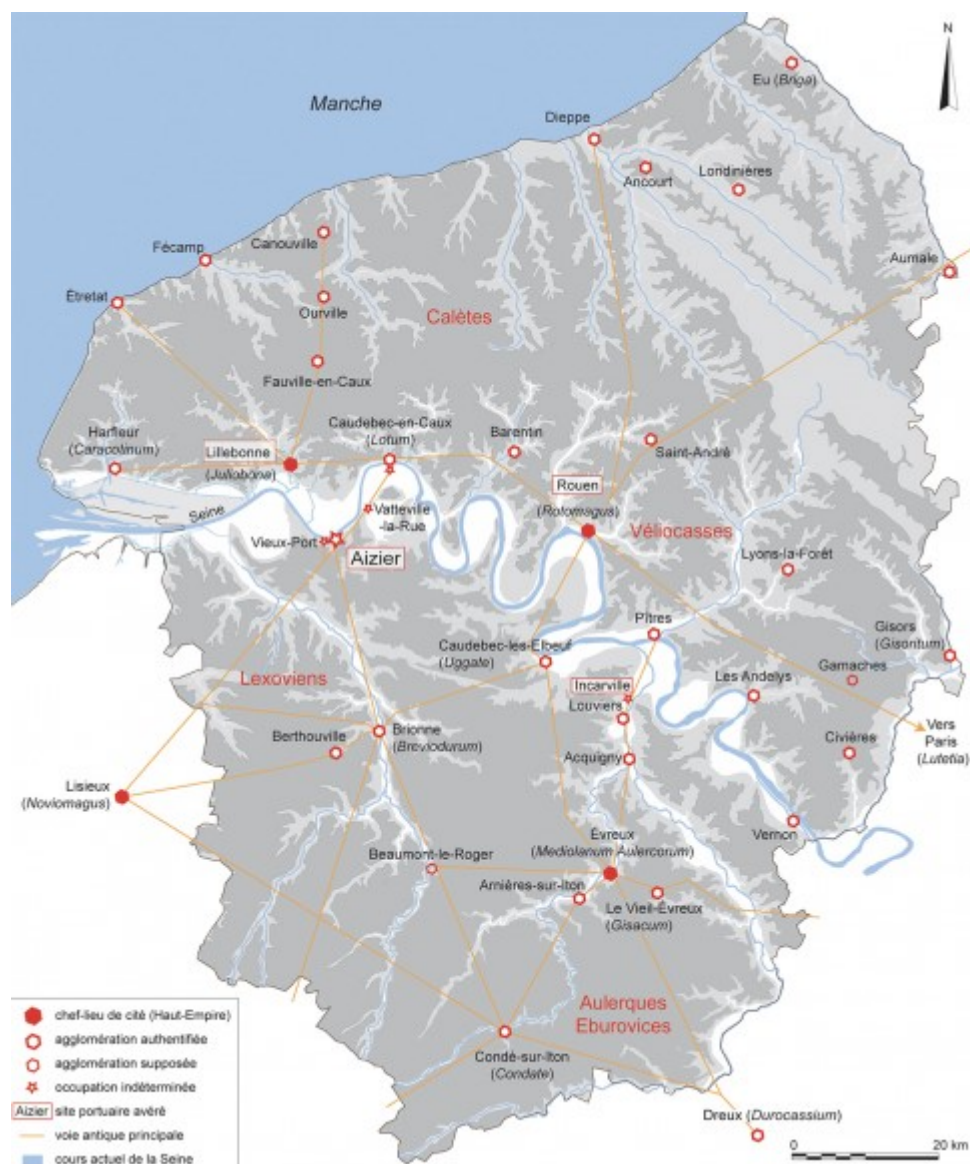 N
Manche
Eu (Briga)
Dieppe
Ancourt
Londinières
Aumale
Canouville
Fécamp
Étretat
Ourville
Calètes
Fauville-en-Caux
Caudebec-en-Caux
(Lotum)
Barentin
Harfleur
(Caracotinum)
Lillebonne
(Juliobona)
Saint-André
Rouen
(Rotomagus)
Seine
Vatteville
-la-Rue
Véliocasses
Vieux-Port
Aizier
Lyons-la-Forêt
Pîtres
Gisors
(Gisortum)
Caudebec-les-Elbeuf
(Uggate)
Gamaches
Les Andelys
Lexoviens
Incarville
Louviers
Berthouville
Brionne
(Breviodurum)
Vers
Paris
(Lutetia)
Civières
Acquigny
Lisieux
(Noviomagus)
Vernon
Évreux
(Mediolanum Aulercorum)
Beaumont-le-Roger
Arnières-sur-Iton
Le Vieil-Évreux
(Gisacum)
Aulerques
Eburovices
Condé-sur-Iton
(Condate)
Dreux (Durocassium)
chef-lieu de cité (Haut-Empire)
agglomération authentifiée
agglomération supposée
occupation indéterminée
Aizier site portuaire avéré
voie antique principale
cours actuel de la Seine
0 20 km